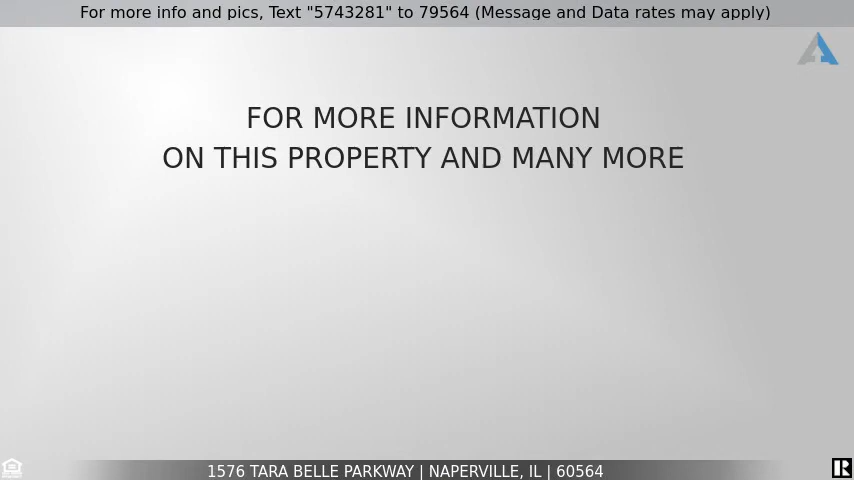 For more info and pics, Text "5743281" to 79564 (Message and Data rates may apply)
FOR MORE INFORMATION
ON THIS PROPERTY AND MANY MORE
1576 TARA BELLE PARKWAY | NAPERVILLE, IL | 60564